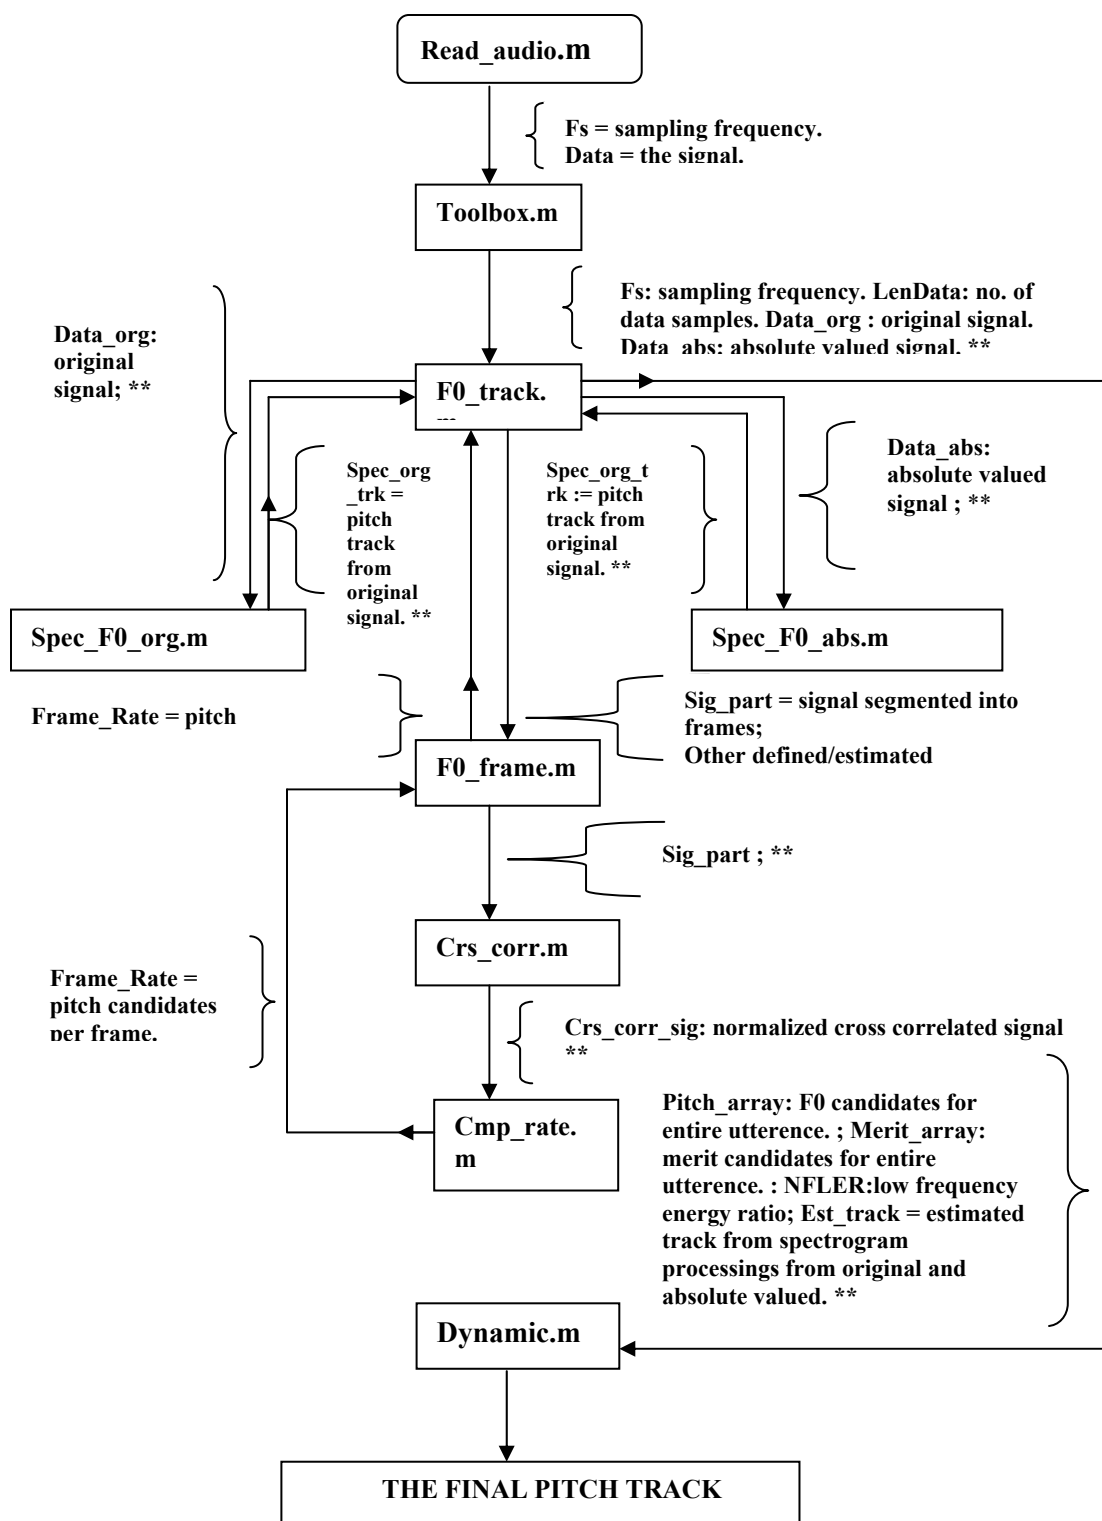 Read_audio.m
Fs = sampling frequency.
Data = the signal.
Toolbox.m
Fs: sampling frequency. LenData: no. of
data samples. Data_org : original signal.
Data_abs: absolute valued signal. **
Data_org:
original
signal; **
F0_track.
Data_abs:
absolute valued
signal ; **
Spec_org
_trk =
pitch
track
from
original
signal. **
Spec_org_t
rk := pitch
track from
original
signal. **
Spec_F0_org.m
Spec_F0_abs.m
Frame_Rate = pitch
Sig_part = signal segmented into
frames;
Other defined/estimated
F0_frame.m
Sig_part ; **
Crs_corr.m
Frame_Rate =
pitch candidates
per frame.
Crs_corr_sig: normalized cross correlated signal
**
Cmp_rate.
m
Pitch_array: F0 candidates for
entire utterence. ; Merit_array:
merit candidates for entire
utterence. : NFLER:low frequency
energy ratio; Est_track = estimated
track from spectrogram
processings from original and
absolute valued. **
Dynamic.m
THE FINAL PITCH TRACK